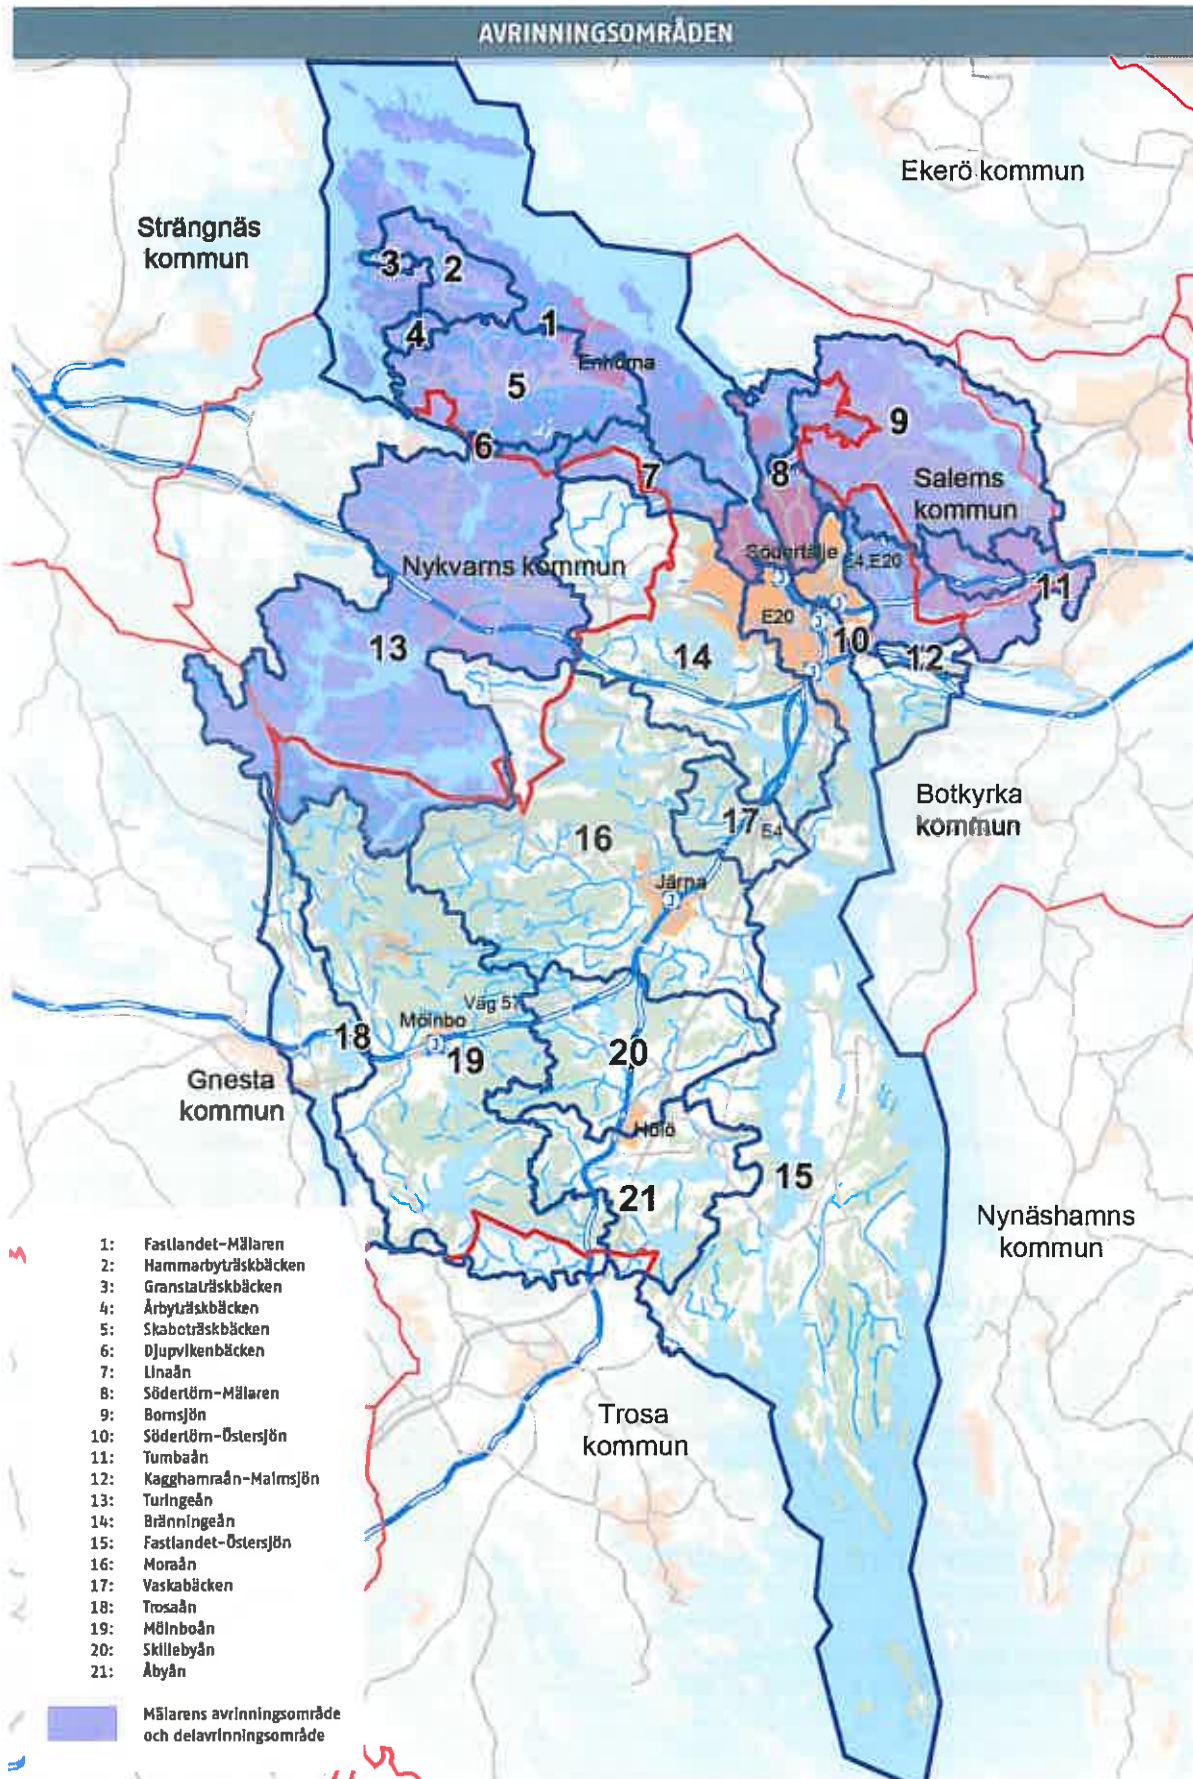 AVRINNINGSOMRÅDEN
Ekerö kommun
Strängnäs
kommun
3
2
1
4
Enhörna
5
9
6
7
8
Salems
kommun
Södertälje
E4,E20
Nykvarns kommun
11
E20
13
14
10
12
Botkyrka
kommun
17
E4
16
Järna
Väg 57
Mölnbo
18
19
20
Gnesta
kommun
Hölö
15
21
Nynäshamns
kommun
Trosa
kommun
1: Fastlandet-Mälaren
2: Hammarbyträskbäcken
3: Granstaträskbäcken
4: Årbyträskbäcken
5: Skaboträskbäcken
6: Djupvikenbäcken
7: Linaån
8: Södertörn-Mälaren
9: Bornsjön
10: Södertörn-Östersjön
11: Tumbaån
12: Kagghamraån-Malmsjön
13: Turingeån
14: Bränningeån
15: Fastlandet-Östersjön
16: Moraån
17: Vaskabäcken
18: Trosaån
19: Mölnboån
20: Skillebyån
21: Åbyån
Mälarens avrinningsområde
och delavrinningsområde